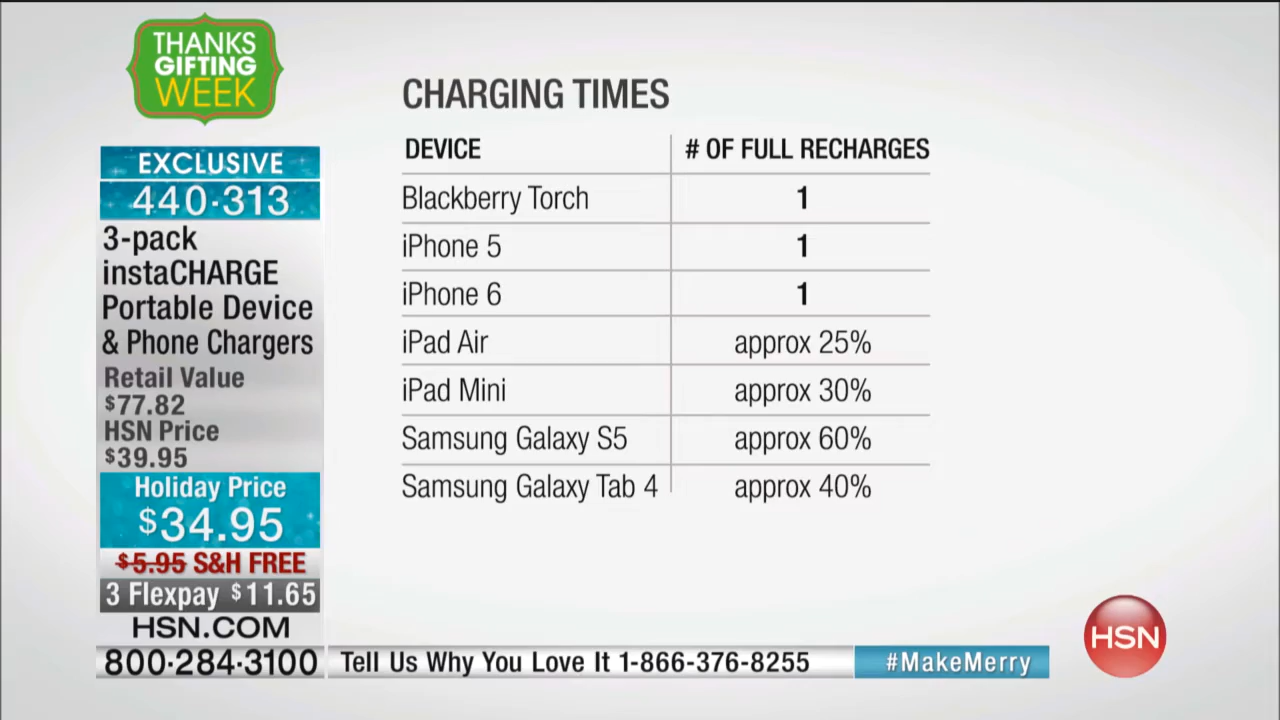 THANKS
GIFTING
WEEK
EXCLUSIVE
440·313
3-pack
instaCHARGE
Portable Device
& Phone Chargers
Retail Value
$77.82
HSN Price
$39.95
Holiday Price
$34.95
$5.95 S&H FREE
3 Flexpay $11.65
HSN.COM
800·284·3100
CHARGING TIMES
DEVICE # OF FULL RECHARGES
Blackberry Torch 1
iPhone 5 1
iPhone 6 1
iPad Air approx 25%
iPad Mini approx 30%
Samsung Galaxy S5 approx 60%
Samsung Galaxy Tab 4 approx 40%
Tell Us Why You Love It 1-866-376-8255
#MakeMerry
HSN